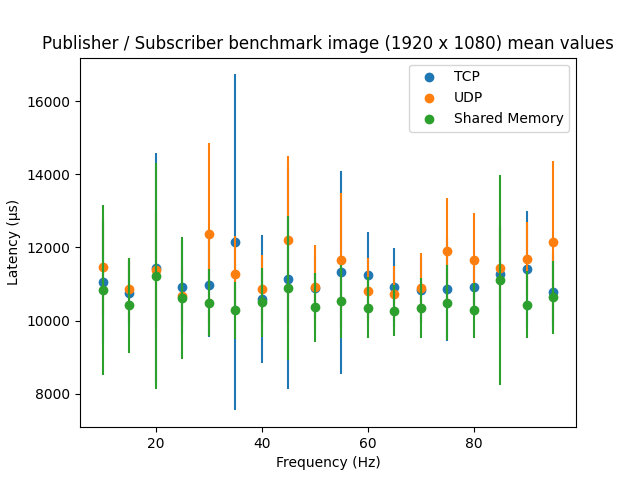 Publisher / Subscriber benchmark image (1920 x 1080) mean values
TCP
UDP
Shared Memory
16000
14000
12000
10000
8000
Latency (µs)
20
40
60
80
Frequency (Hz)